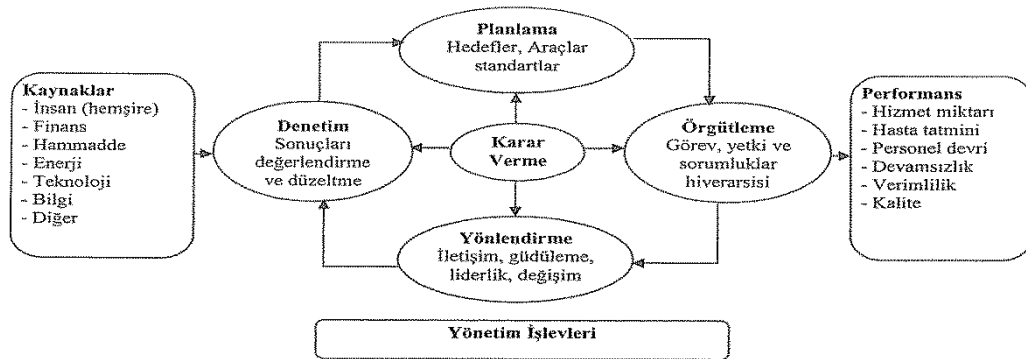 Planlama
Hedefler, Araçlar
standartlar
Kaynaklar
- İnsan (hemşire)
- Finans
- Hammadde
- Enerji
- Teknoloji
- Bilgi
- Diğer
Denetim
Sonuçları
değerlendirme
ve düzeltme
Karar
Verme
Örgütleme
Görev, yetki ve
sorumluklar
hiverarsisi
Performans
- Hizmet miktarı
- Hasta tatmini
- Personel devri
- Devamsızlık
- Verimlilik
- Kalite
Yönlendirme
İletişim, güdüleme,
liderlik, değişim
Yönetim İşlevleri